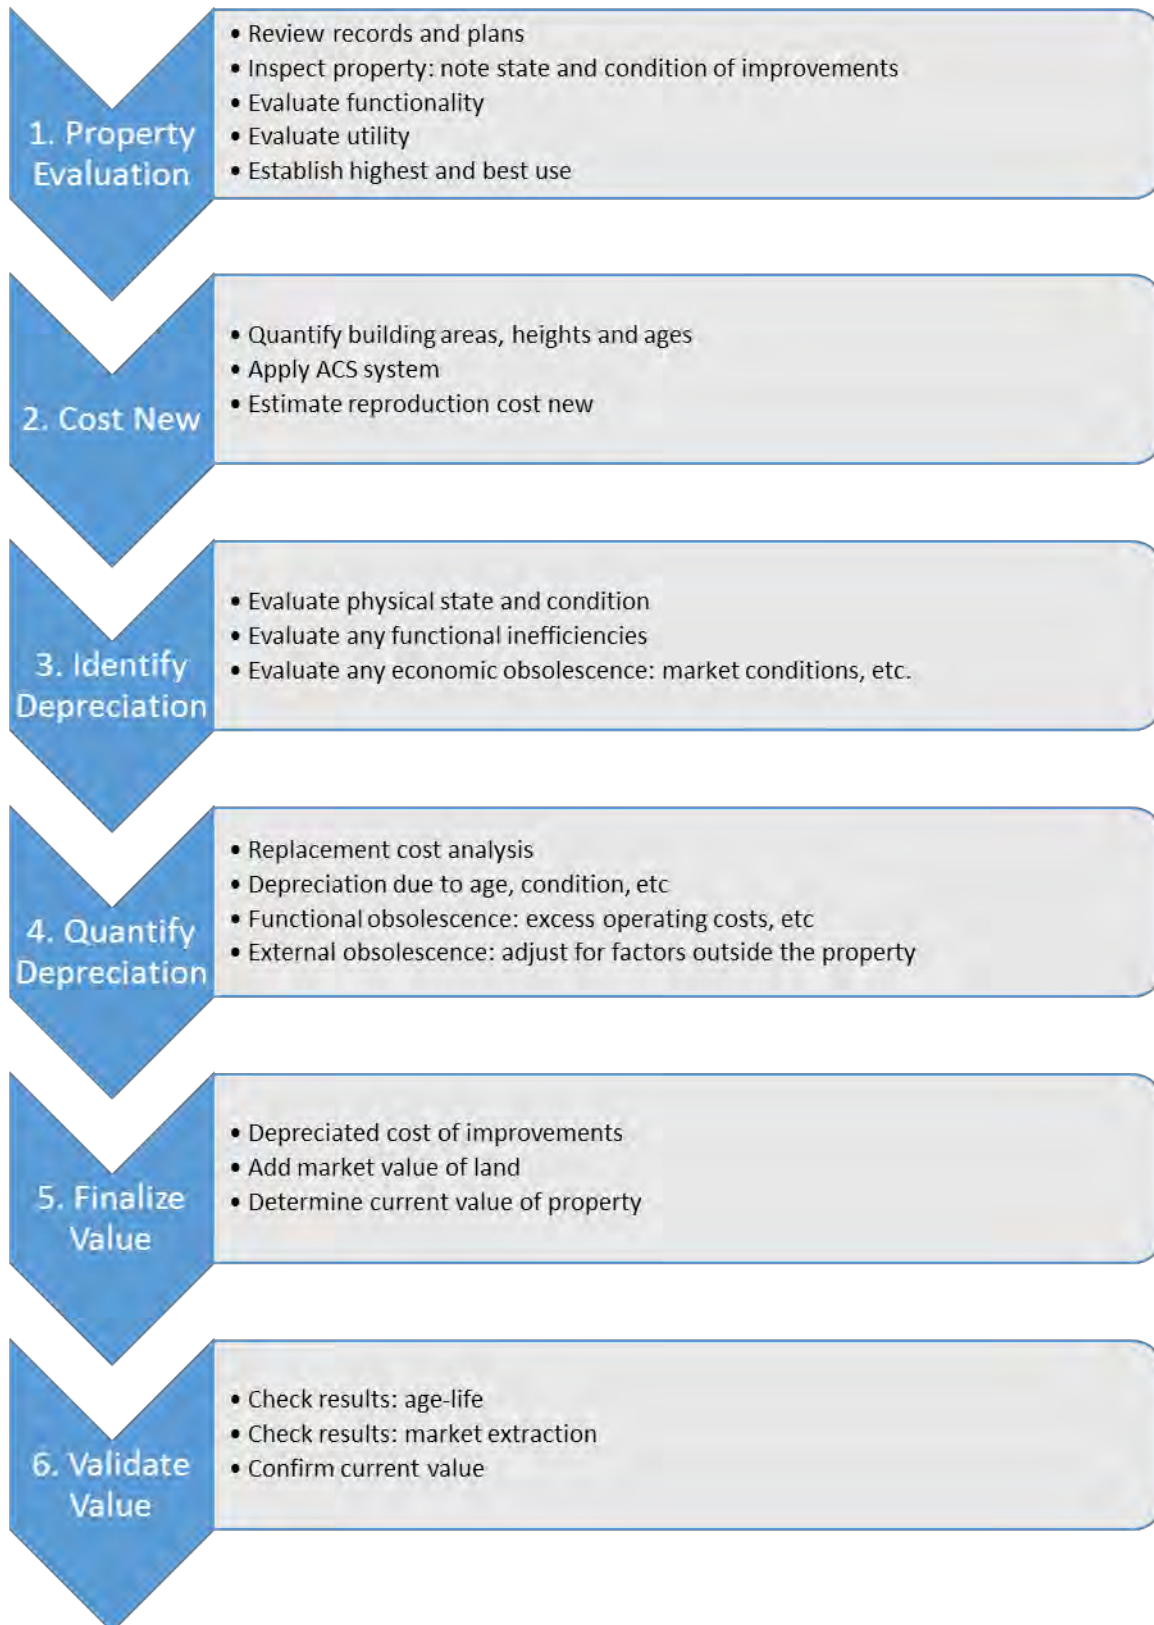 1. Property
Evaluation
• Review records and plans
• Inspect property: note state and condition of improvements
• Evaluate functionality
• Evaluate utility
• Establish highest and best use
2. Cost New
• Quantify building areas, heights and ages
• Apply ACS system
• Estimate reproduction cost new
3. Identify
Depreciation
• Evaluate physical state and condition
• Evaluate any functional inefficiencies
• Evaluate any economic obsolescence: market conditions, etc.
4. Quantify
Depreciation
• Replacement cost analysis
• Depreciation due to age, condition, etc
• Functional obsolescence: excess operating costs, etc
• External obsolescence: adjust for factors outside the property
5. Finalize
Value
• Depreciated cost of improvements
• Add market value of land
• Determine current value of property
6. Validate
Value
• Check results: age-life
• Check results: market extraction
• Confirm current value